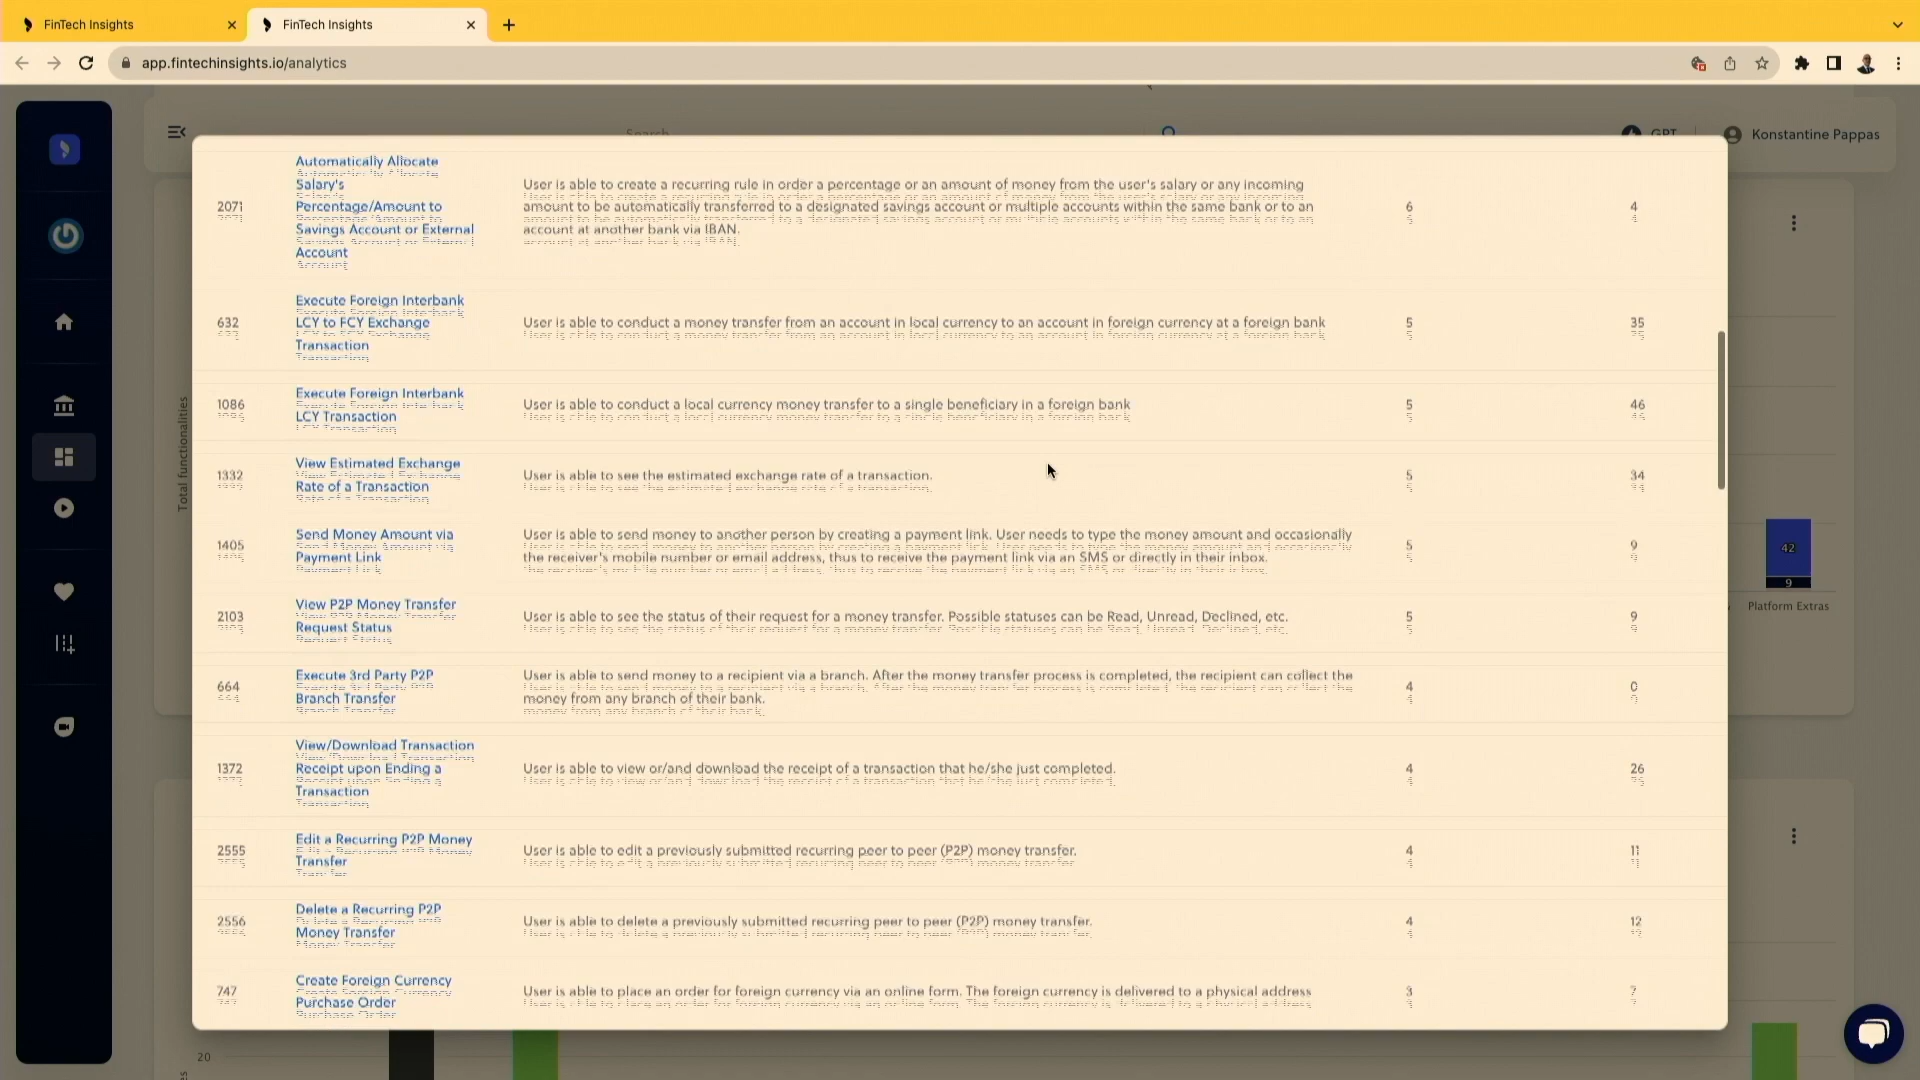 FinTech Insights
FinTech Insights
app.fintechinsights.io/analytics
GPT
Konstantine Pappas
2071
Automatically Allocate
Salary's
Percentage/Amount to
Savings Account or External
Account
User is able to create a recurring rule in order a percentage or an amount of money from the user's salary or any incoming
amount to be automatically transferred to a designated savings account or multiple accounts within the same bank or to an
account at another bank via IBAN.
6
4
632
Execute Foreign Interbank
LCY to FCY Exchange
Transaction
User is able to conduct a money transfer from an account in local currency to an account in foreign currency at a foreign bank
5
35
1086
Execute Foreign Interbank
LCY Transaction
User is able to conduct a local currency money transfer to a single beneficiary in a foreign bank
5
46
1332
View Estimated Exchange
Rate of a Transaction
User is able to see the estimated exchange rate of a transaction.
5
34
1405
Send Money Amount via
Payment Link
User is able to send money to another person by creating a payment link. User needs to type the money amount and occasionally
the receiver's mobile number or email address, thus to receive the payment link via an SMS or directly in their inbox.
5
9
2103
View P2P Money Transfer
Request Status
User is able to see the status of their request for a money transfer. Possible statuses can be Read, Unread, Declined, etc.
5
9
664
Execute 3rd Party P2P
Branch Transfer
User is able to send money to a recipient via a branch. After the money transfer process is completed, the recipient can collect the
money from any branch of their bank.
4
0
1372
View/Download Transaction
Receipt upon Ending a
Transaction
User is able to view or/and download the receipt of a transaction that he/she just completed.
4
26
2555
Edit a Recurring P2P Money
Transfer
User is able to edit a previously submitted recurring peer to peer (P2P) money transfer.
4
11
2556
Delete a Recurring P2P
Money Transfer
User is able to delete a previously submitted recurring peer to peer (P2P) money transfer.
4
12
747
Create Foreign Currency
Purchase Order
User is able to place an order for foreign currency via an online form. The foreign currency is delivered to a physical address
3
Total functionalities
42
9
Platform Extras
20